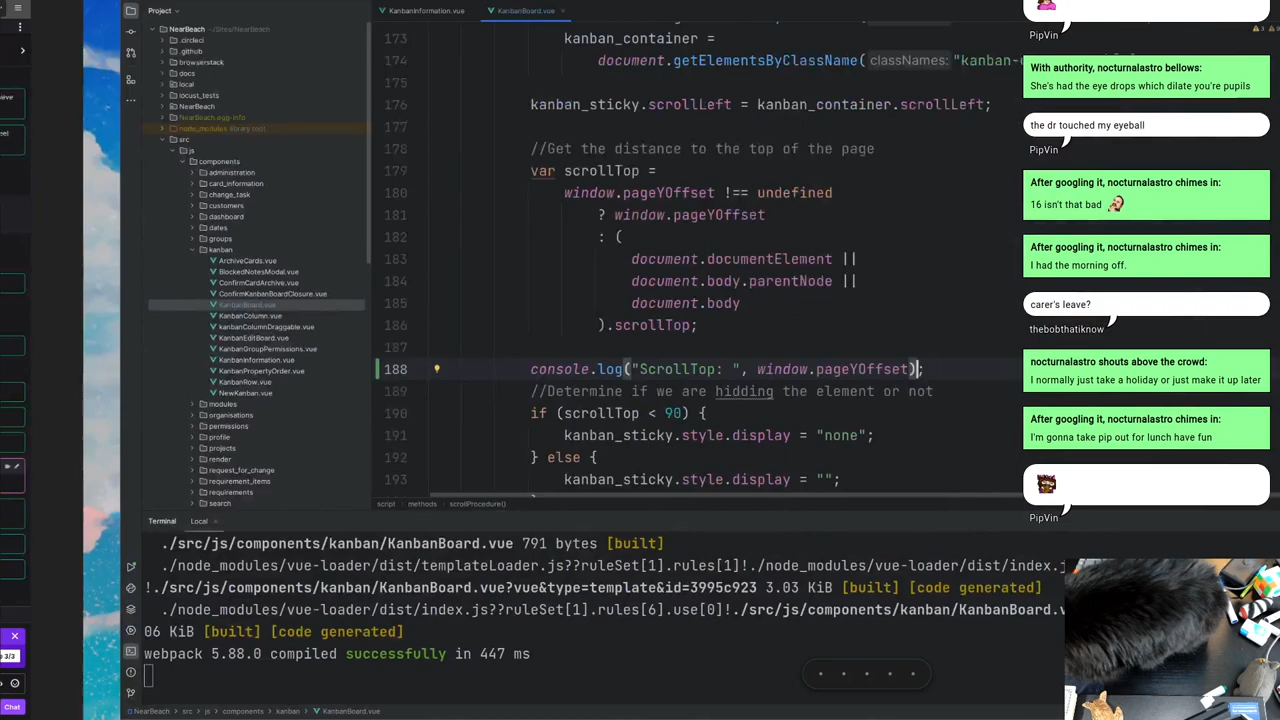 Project
KanbanInformation.vue
KanbanBoard.vue
NearBeach ~/Sites/NearBeach
.circleci
.github
browserstack
docs
local
locust_tests
NearBeach
NearBeach.egg-info
node_modules library root
src
js
components
administration
card_information
change_task
customers
dashboard
dates
groups
kanban
ArchiveCards.vue
BlockedNotesModal.vue
ConfirmCardArchive.vue
ConfirmKanbanBoardClosure.vue
KanbanBoard.vue
KanbanColumn.vue
kanbanColumnDraggable.vue
KanbanEditBoard.vue
KanbanGroupPermissions.vue
KanbanInformation.vue
KanbanPropertyOrder.vue
KanbanRow.vue
NewKanban.vue
modules
organisations
permissions
profile
projects
render
request_for_change
requirement_items
requirements
search
173 kanban_container =
174 document.getElementsByClassName( classNames: "kanban-
175
176 kanban_sticky.scrollLeft = kanban_container.scrollLeft;
177
178 //Get the distance to the top of the page
179 var scrollTop =
180 window.pageYOffset !== undefined
181 ? window.pageYOffset
182 : (
183 document.documentElement ||
184 document.body.parentNode ||
185 document.body
186 ).scrollTop;
187
188 console.log("ScrollTop: ", window.pageYOffset);
189 //Determine if we are hidding the element or not
190 if (scrollTop < 90) {
191 kanban_sticky.style.display = "none";
192 } else {
193 kanban_sticky.style.display = "";
script
methods
scrollProcedure()
Terminal
Local
./src/js/components/kanban/KanbanBoard.vue 791 bytes [built]
./node_modules/vue-loader/dist/templateLoader.js??ruleSet[1].rules[1]!./node_modules/vue-loader/dist/index.j
!./src/js/components/kanban/KanbanBoard.vue?vue&type=template&id=3995c923 3.63 KiB [built] [code generated]
./node_modules/vue-loader/dist/index.js??ruleSet[1].rules[6].use[0]!./src/js/components/kanban/KanbanBoard.v
06 KiB [built] [code generated]
webpack 5.88.0 compiled successfully in 447 ms
NearBeach > src > js > components > kanban > KanbanBoard.vue
3/3
Chat
PipVin
With authority, nocturnalastro bellows:
She's had the eye drops which dilate you're pupils
the dr touched my eyeball
PipVin
After googling it, nocturnalastro chimes in:
16 isn't that bad
After googling it, nocturnalastro chimes in:
I had the morning off.
carer's leave?
thebobthatiknow
nocturnalastro shouts above the crowd:
I normally just take a holiday or just make it up later
After googling it, nocturnalastro chimes in:
I'm gonna take pip out for lunch have fun
PipVin